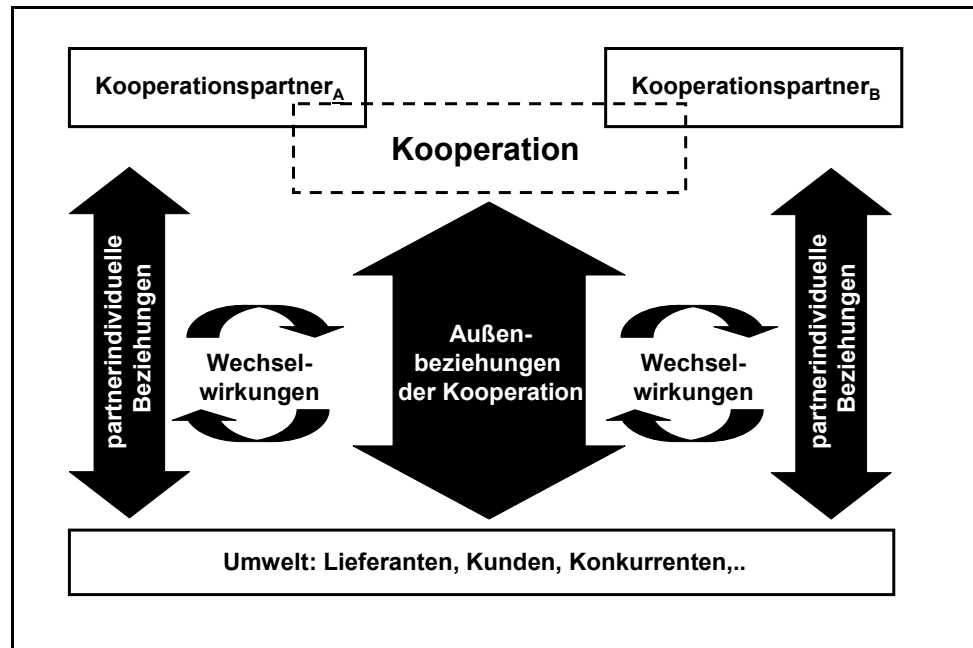 Kooperationspartner_A
Kooperationspartner_B
Kooperation
partnerindividuelle
Beziehungen
Wechsel-
wirkungen
Außen-
beziehungen
der Kooperation
Wechsel-
wirkungen
partnerindividuelle
Beziehungen
Umwelt: Lieferanten, Kunden, Konkurrenten,..